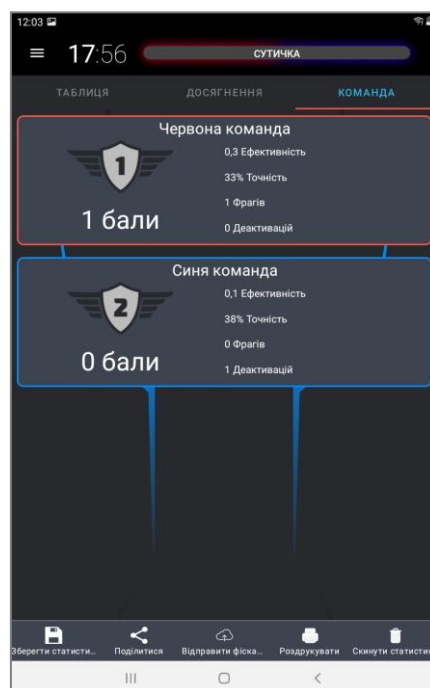 12:03
17:56 СУТИЧКА
ТАБЛИЦЯ ДОСЯГНЕННЯ КОМАНДА
Червона команда
1
0,3 Ефективність
33% Точність
1 Фрагів
1 бали
0 Деактивацій
Синя команда
2
0,1 Ефективність
38% Точність
0 Фрагів
0 бали
1 Деактивацій
Зберегти статисти... Поділитися Відправити фіска... Роздрукувати Скинути статистик